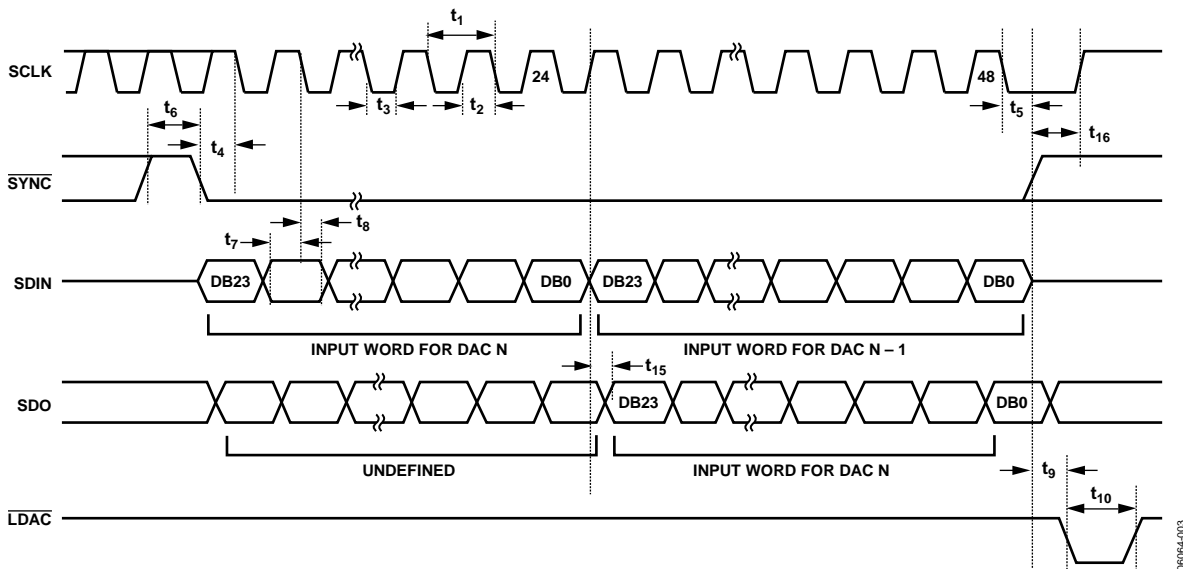 t1
SCLK
24
48
t3
t2
t5
t6
t16
t4
SYNC
t8
t7
SDIN
DB23
DB0
DB23
DB0
INPUT WORD FOR DAC N
INPUT WORD FOR DAC N – 1
t15
SDO
DB23
DB0
UNDEFINED
INPUT WORD FOR DAC N
t9
t10
LDAC
06064-003